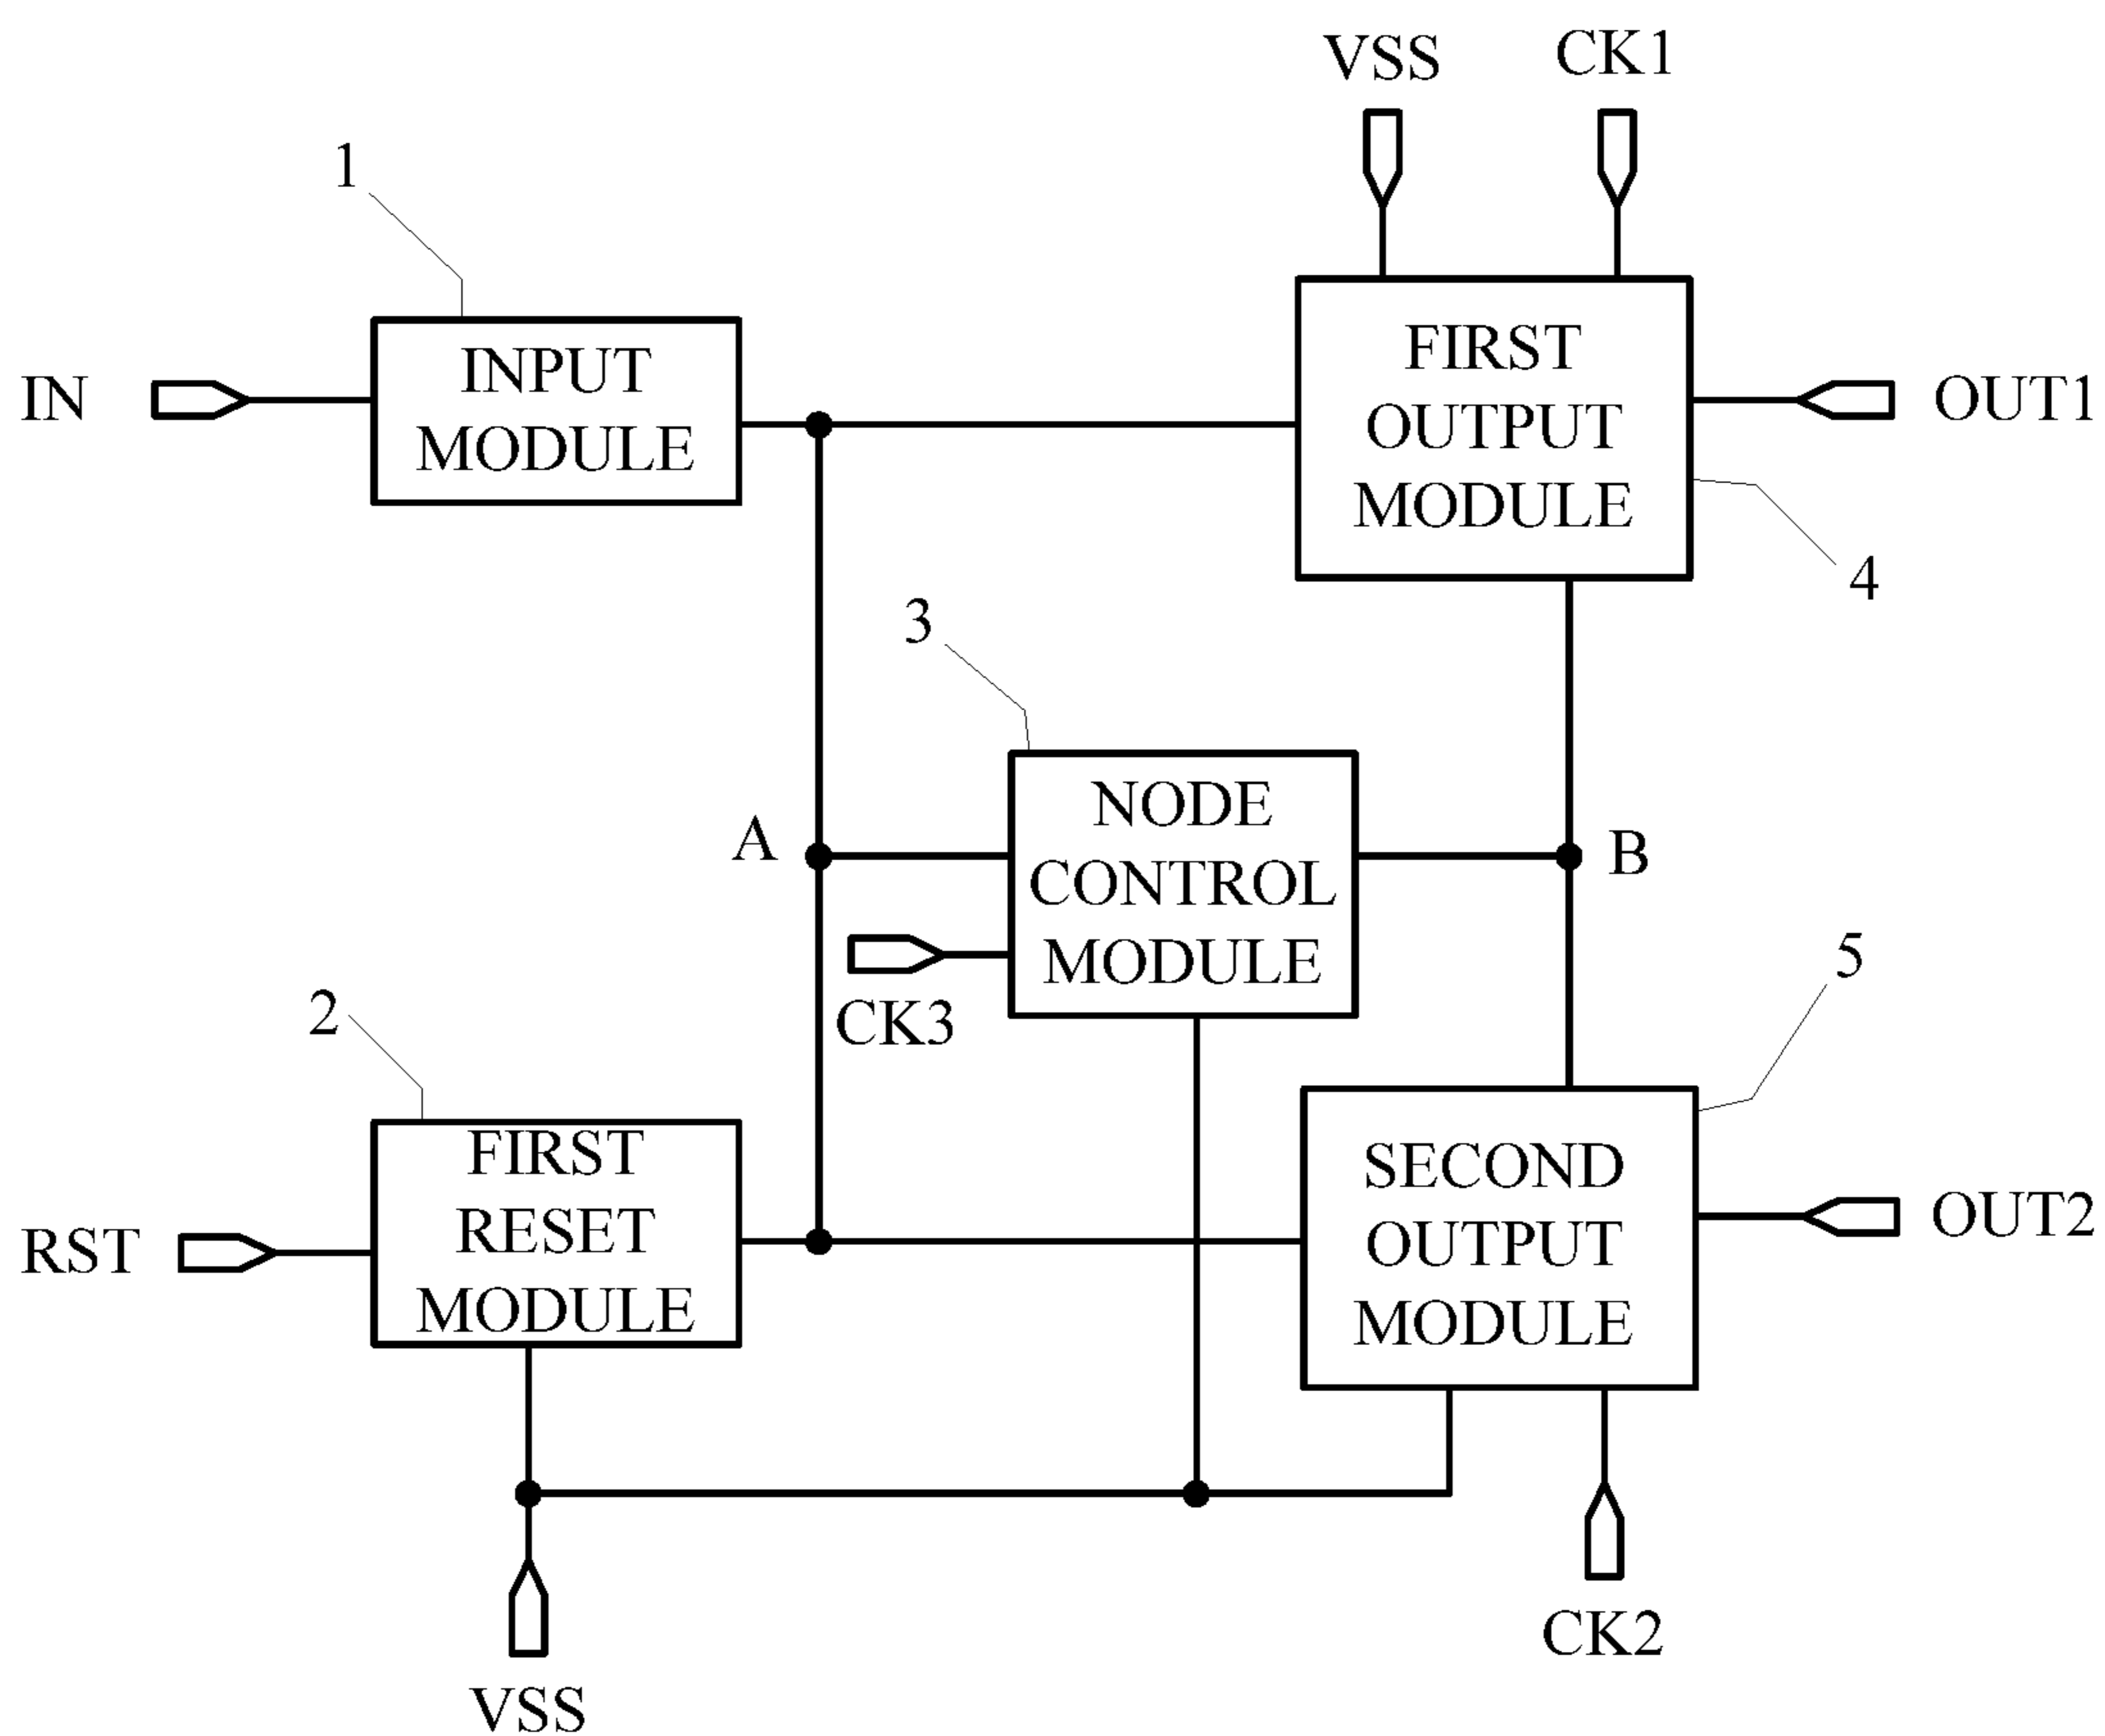 VSS
CK1
1
INPUT
MODULE
IN
FIRST
OUTPUT
MODULE
OUT1
4
3
NODE
CONTROL
MODULE
A
B
CK3
5
2
FIRST
RESET
MODULE
RST
SECOND
OUTPUT
MODULE
OUT2
CK2
VSS